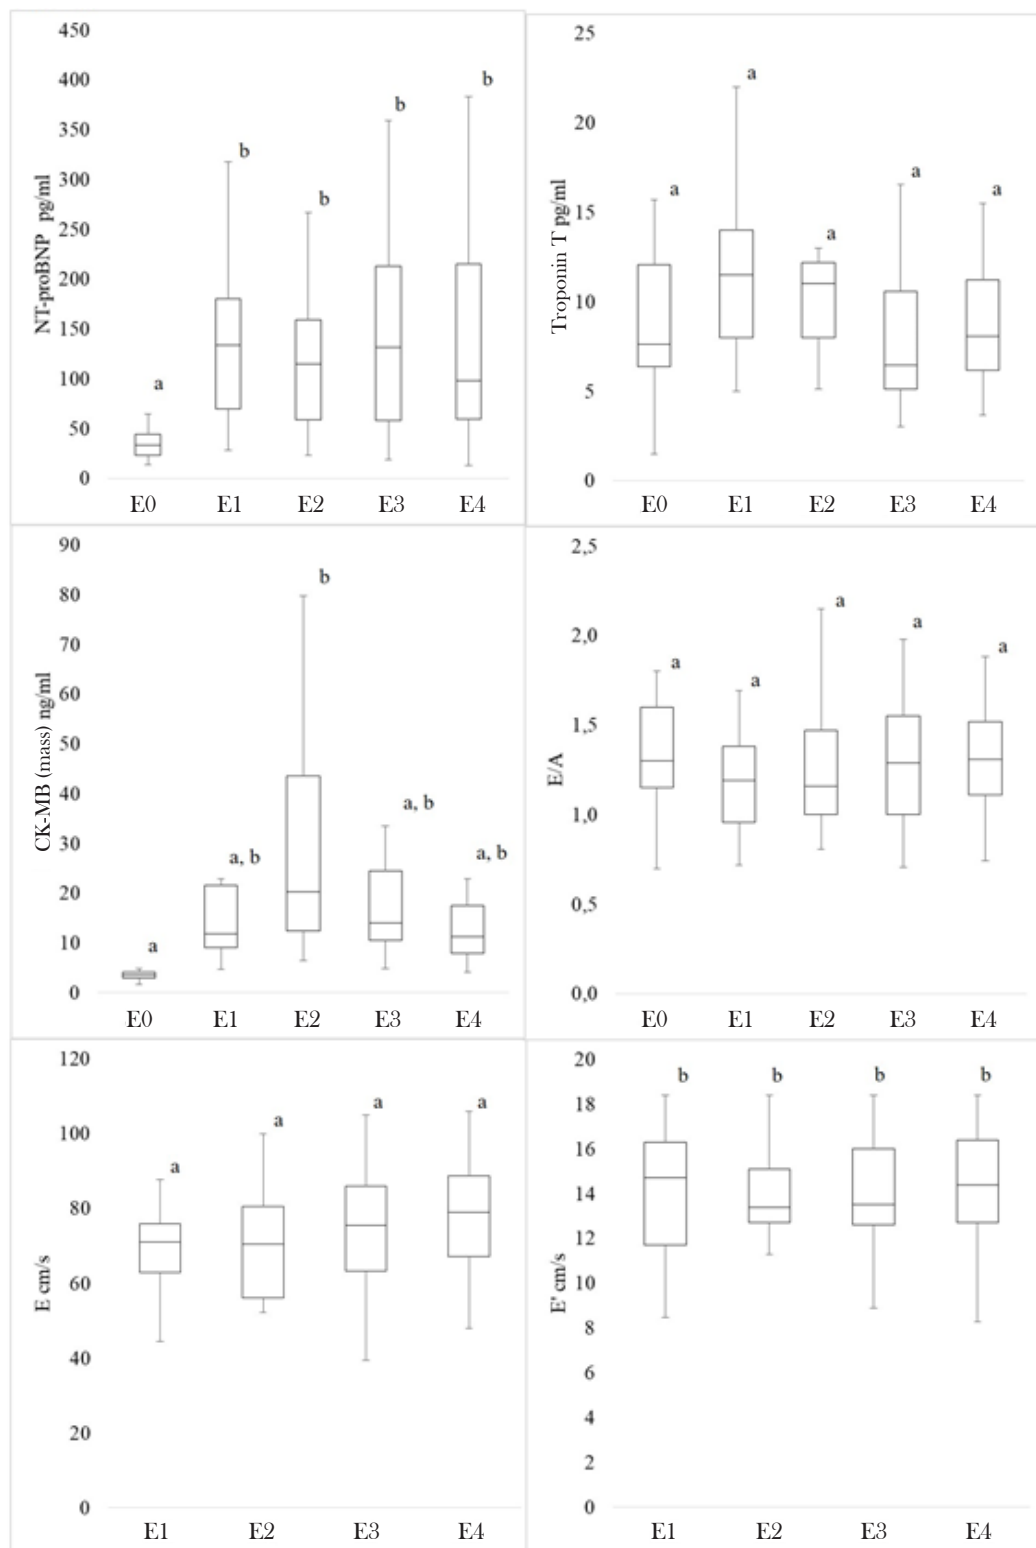 450
400
350
300
250
200
150
100
50
0
NT-proBNP pg/ml
a
b
b
b
b
E0 E1 E2 E3 E4
25
20
15
10
5
0
Troponin T pg/ml
a
a
a
a
a
E0 E1 E2 E3 E4
90
80
70
60
50
40
30
20
10
0
CK-MB (mass) ng/ml
a
a, b
b
a, b
a, b
E0 E1 E2 E3 E4
2,5
2,0
1,5
1,0
0,5
0,0
E/A
a
a
a
a
a
E0 E1 E2 E3 E4
120
100
80
60
40
20
0
E cm/s
a
a
a
a
E1 E2 E3 E4
20
18
16
14
12
10
8
6
4
2
0
E' cm/s
b
b
b
b
E1 E2 E3 E4